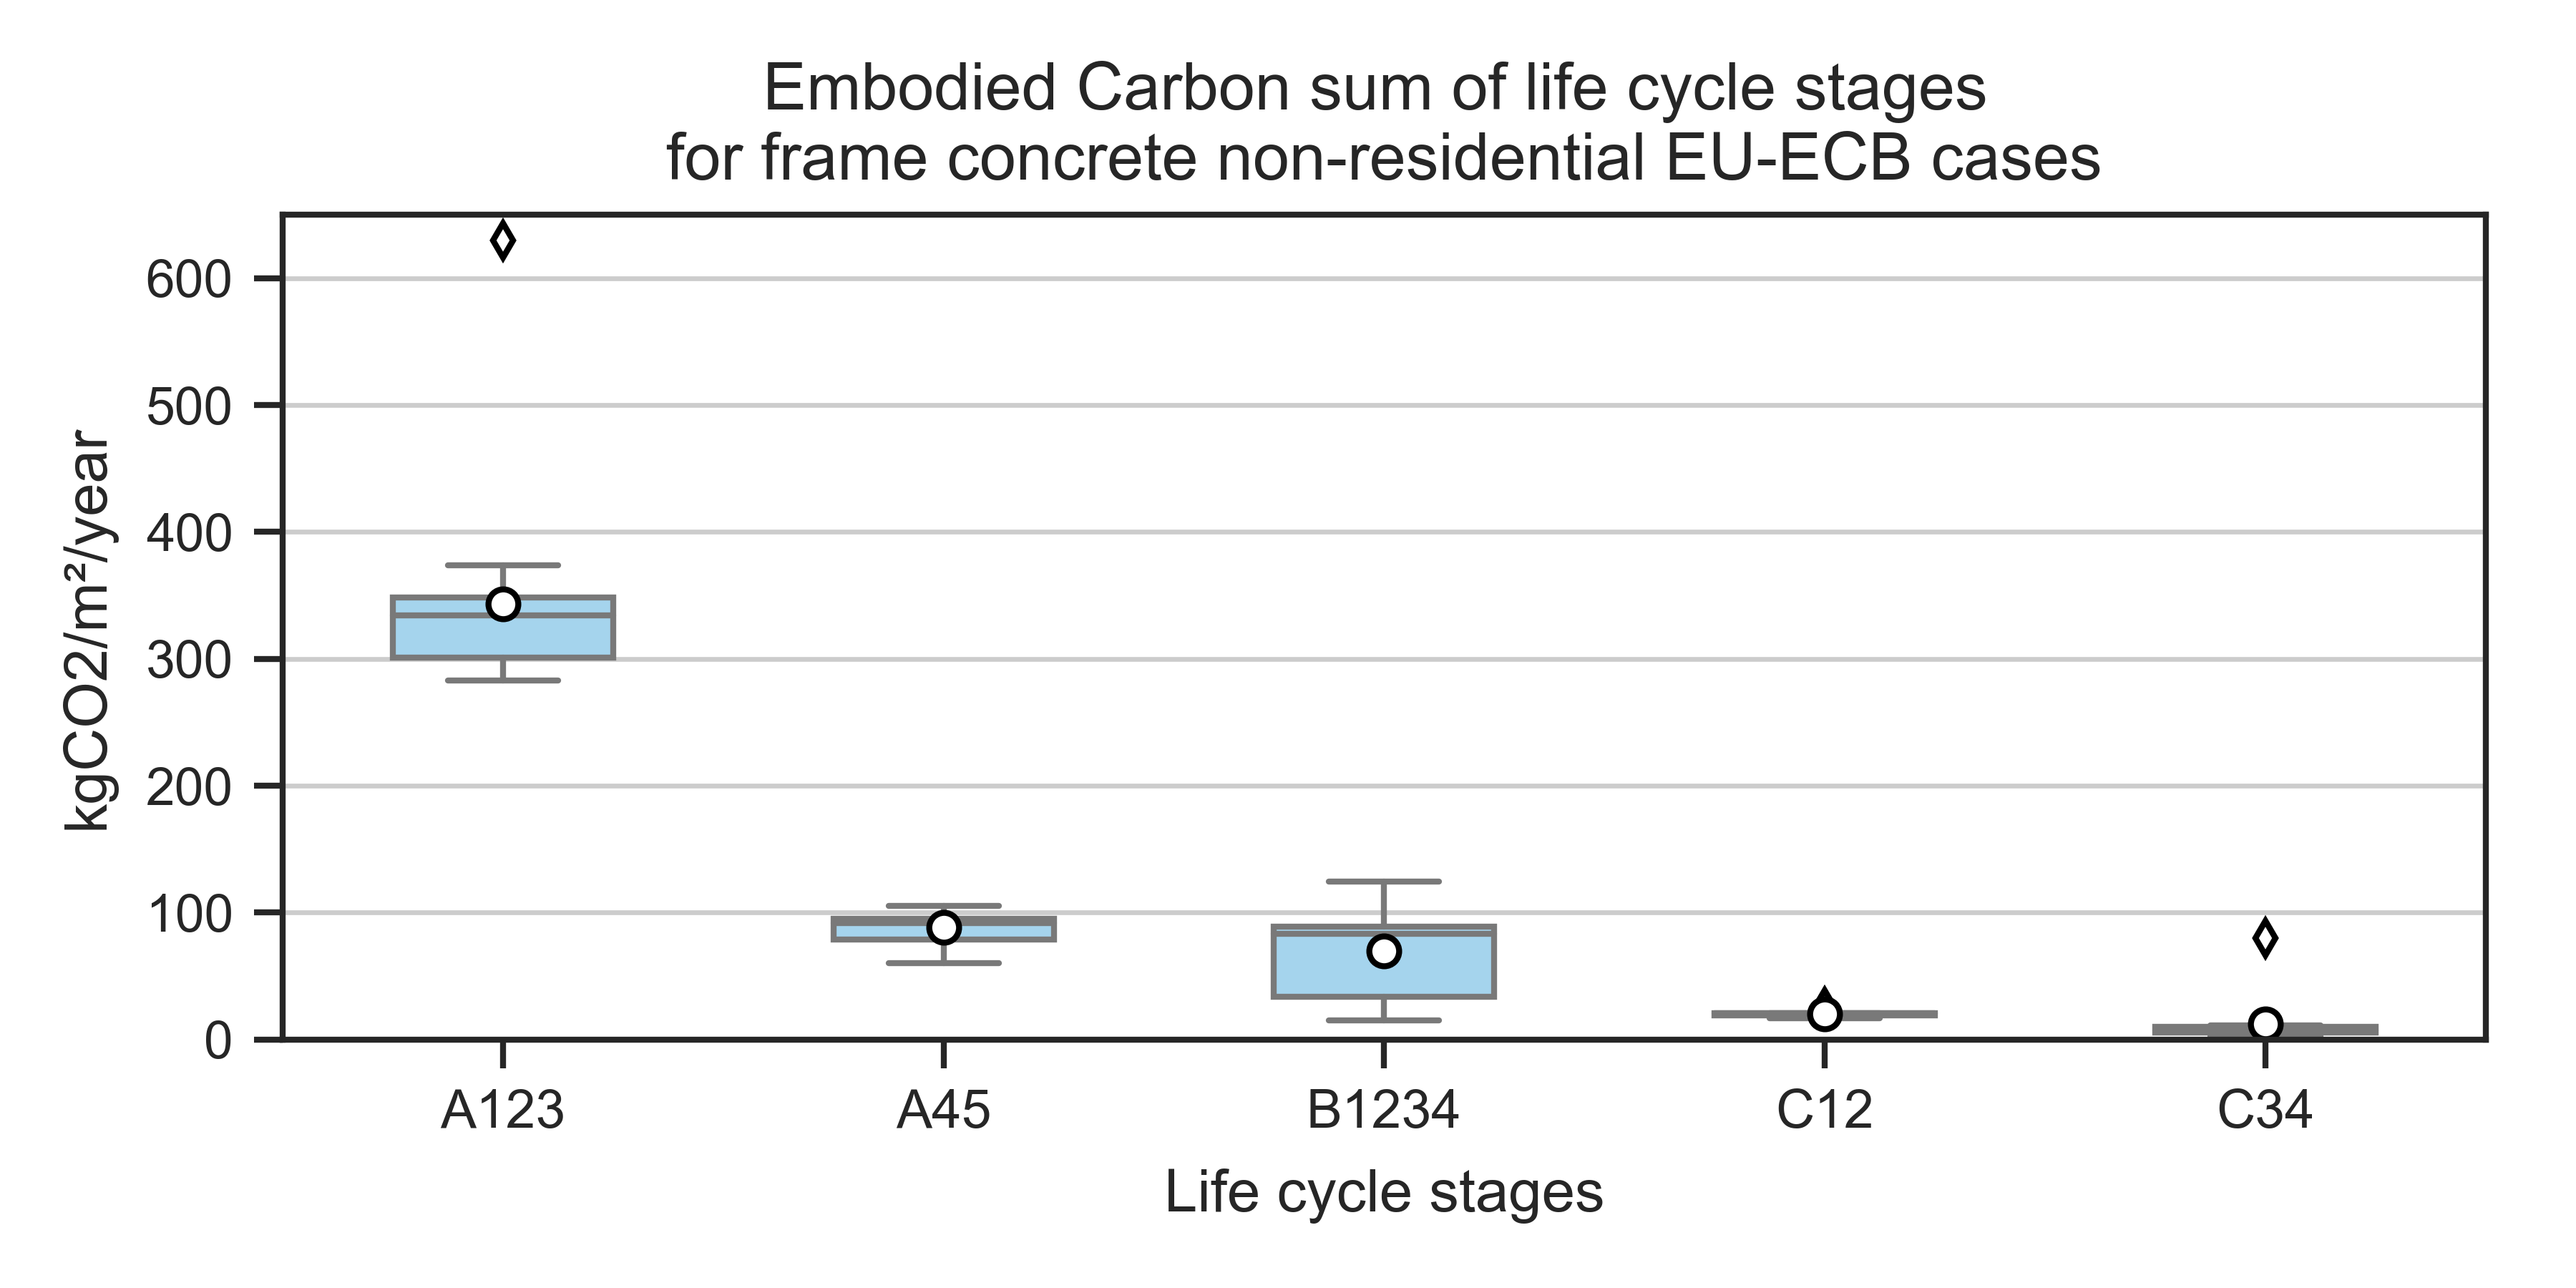 Embodied Carbon sum of life cycle stages
for frame concrete non-residential EU-ECB cases
kgCO2/m²/year
600
500
400
300
200
100
0
A123 A45 B1234 C12 C34
Life cycle stages